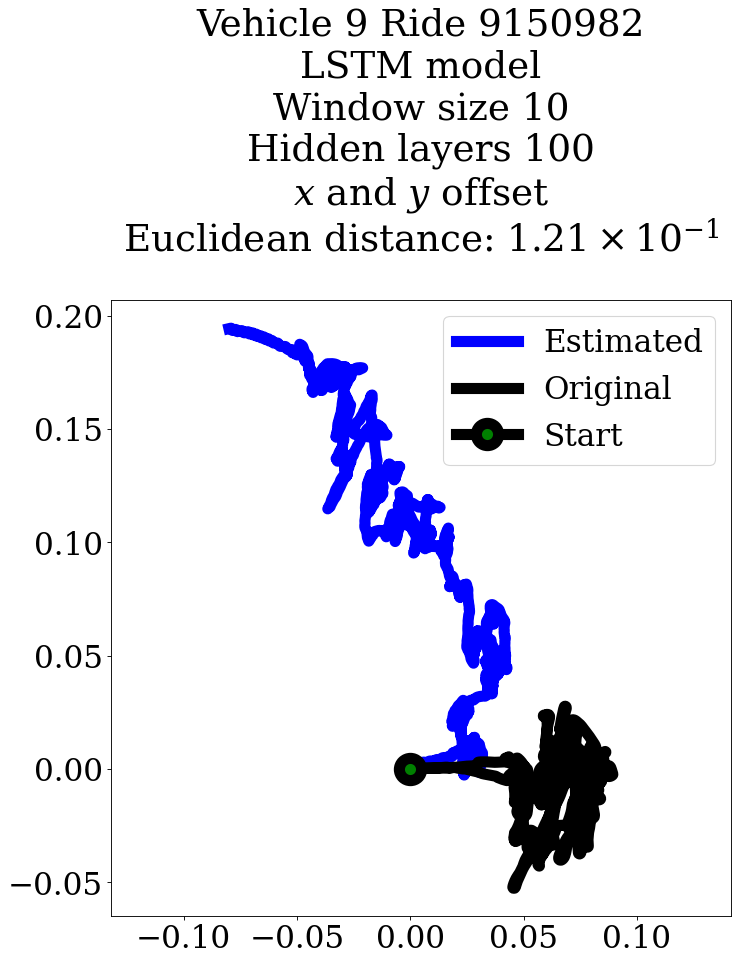 Vehicle 9 Ride 9150982
LSTM model
Window size 10
Hidden layers 100
x and y offset
Euclidean distance: 1.21 × 10⁻¹
0.20
0.15
0.10
0.05
0.00
−0.05
Estimated
Original
Start
−0.10 −0.05 0.00 0.05 0.10